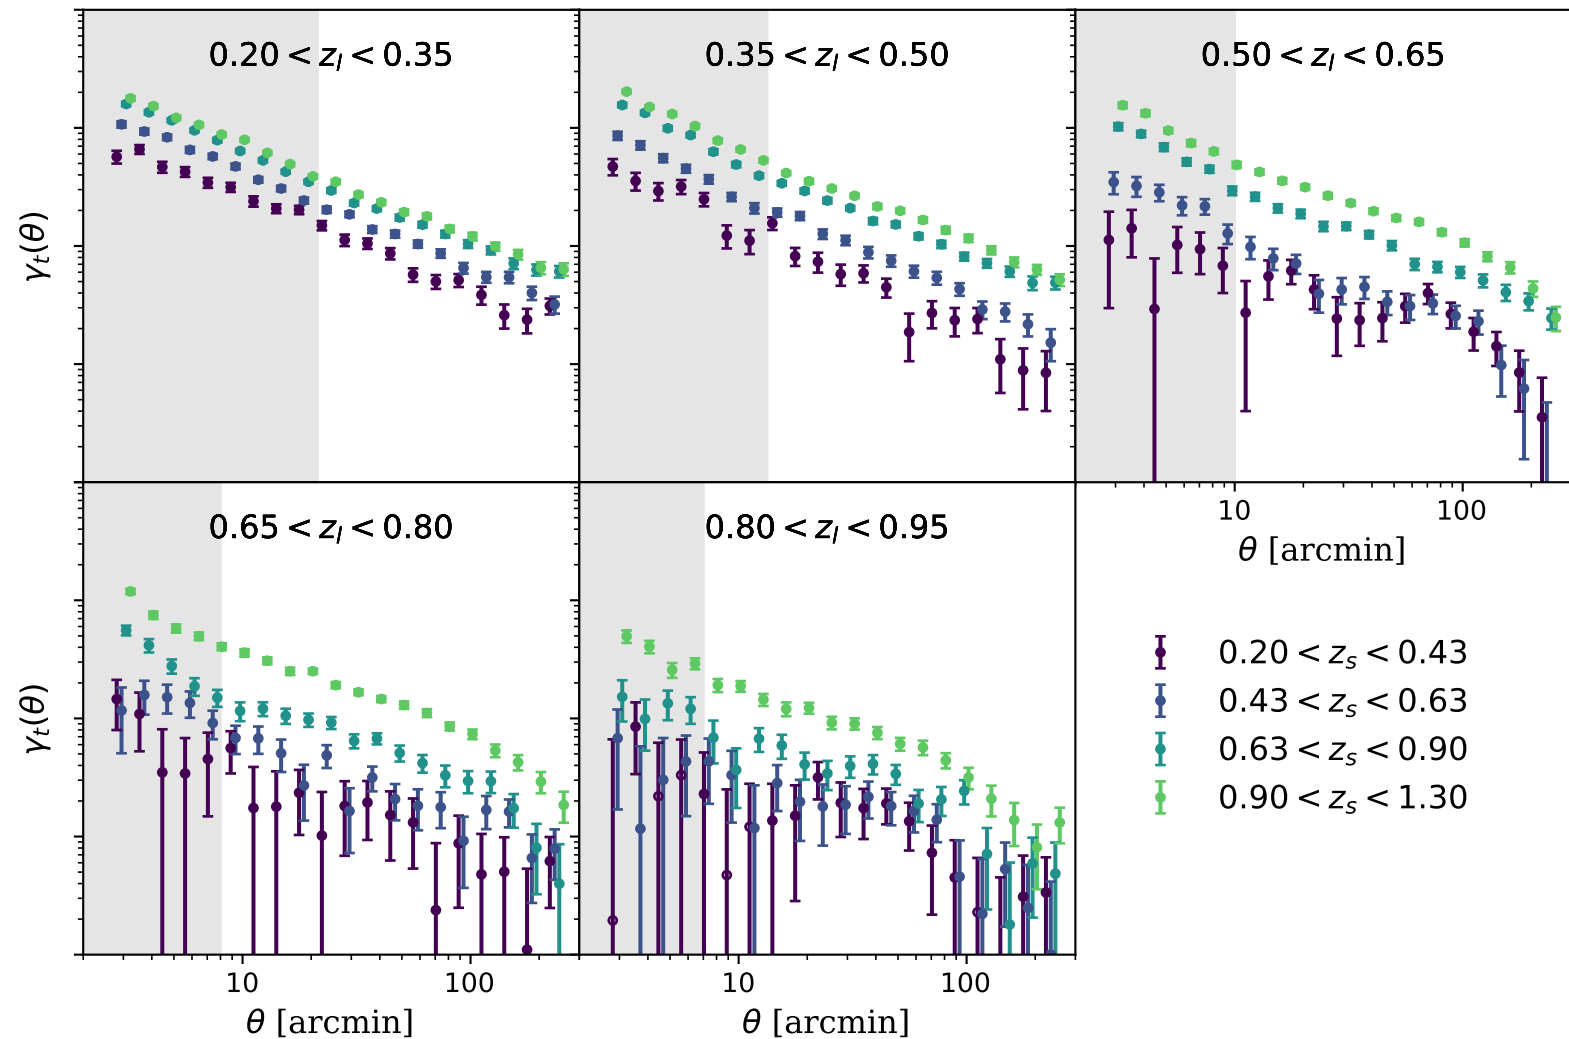 0.20 < z_l < 0.35
0.35 < z_l < 0.50
0.50 < z_l < 0.65
γ_t(θ)
10 100
θ [arcmin]
0.65 < z_l < 0.80
0.80 < z_l < 0.95
γ_t(θ)
0.20 < z_s < 0.43
0.43 < z_s < 0.63
0.63 < z_s < 0.90
0.90 < z_s < 1.30
10 100
10 100
θ [arcmin]
θ [arcmin]